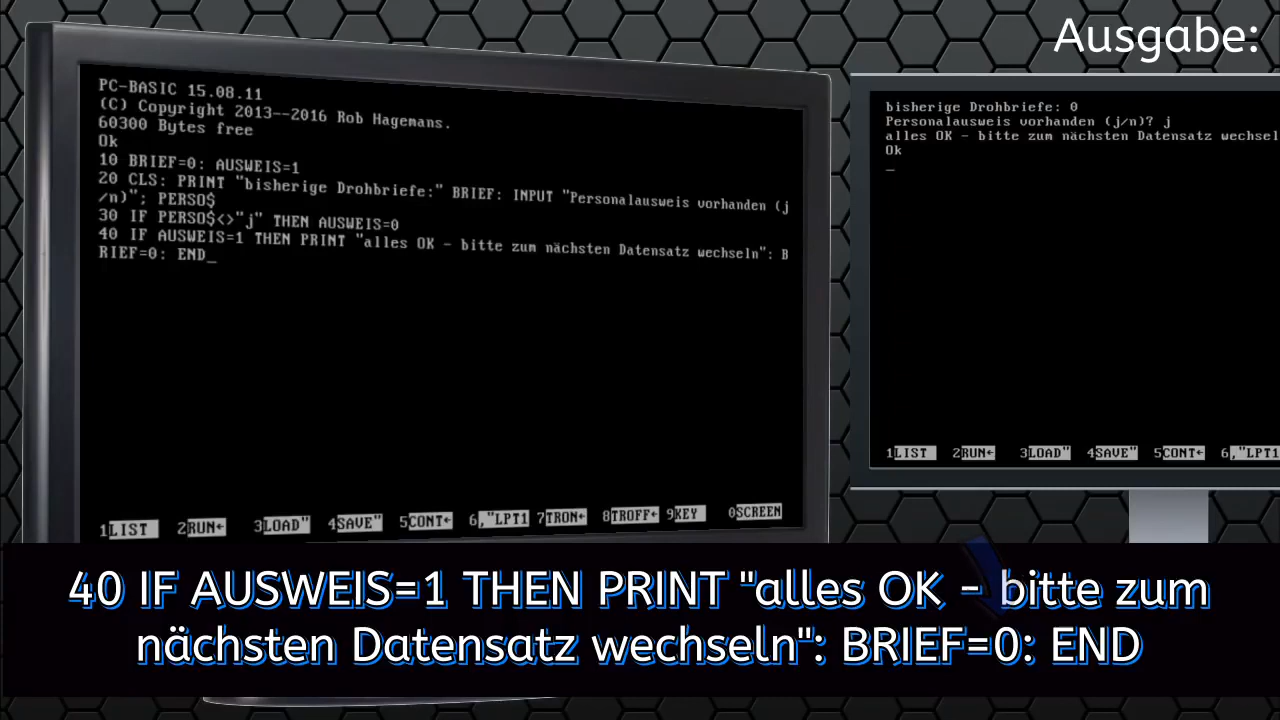 Ausgabe:
PC-BASIC 15.08.11
(C) Copyright 2013--2016 Rob Hagemans.
60300 Bytes free
Ok
10 BRIEF=0: AUSWEIS=1
20 CLS: PRINT "bisherige Drohbriefe:" BRIEF: INPUT "Personalausweis vorhanden (j
/n)"; PERSO$
30 IF PERSO$<>"j" THEN AUSWEIS=0
40 IF AUSWEIS=1 THEN PRINT "alles OK - bitte zum nächsten Datensatz wechseln": B
RIEF=0: END_
1LIST 2RUN← 3LOAD" 4SAVE" 5CONT← 6,"LPT1 7TRON← 8TROFF← 9KEY 0SCREEN
bisherige Drohbriefe: 0
Personalausweis vorhanden (j/n)? j
alles OK - bitte zum nächsten Datensatz wechsel
Ok
_
1LIST 2RUN← 3LOAD" 4SAVE" 5CONT← 6,"LPT1
40 IF AUSWEIS=1 THEN PRINT "alles OK - bitte zum
nächsten Datensatz wechseln": BRIEF=0: END